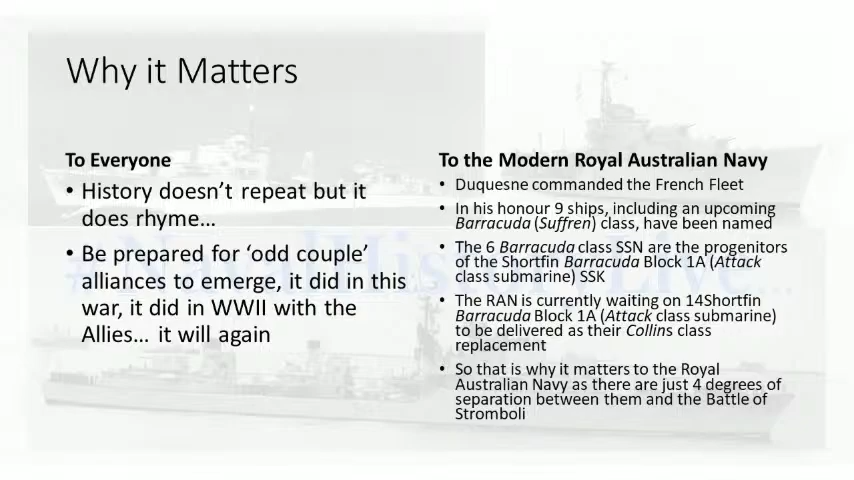 Why it Matters
To Everyone
• History doesn’t repeat but it
does rhyme…
• Be prepared for ‘odd couple’
alliances to emerge, it did in this
war, it did in WWII with the
Allies… it will again
To the Modern Royal Australian Navy
• Duquesne commanded the French Fleet
• In his honour 9 ships, including an upcoming
Barracuda (Suffren) class, have been named
• The 6 Barracuda class SSN are the progenitors
of the Shortfin Barracuda Block 1A (Attack
class submarine) SSK
• The RAN is currently waiting on 14Shortfin
Barracuda Block 1A (Attack class submarine)
to be delivered as their Collins class
replacement
• So that is why it matters to the Royal
Australian Navy as there are just 4 degrees of
separation between them and the Battle of
Stromboli
#NavalHistoryLive...